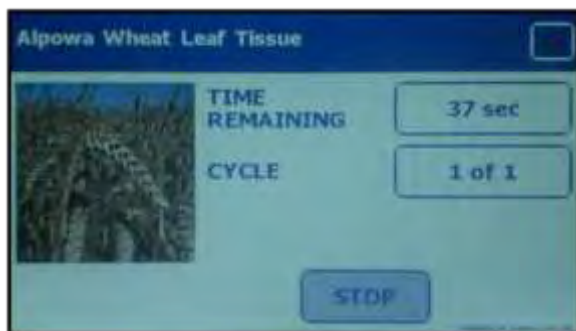 Alpowa Wheat Leaf Tissue
TIME
REMAINING
37 sec
CYCLE
1 of 1
STOP